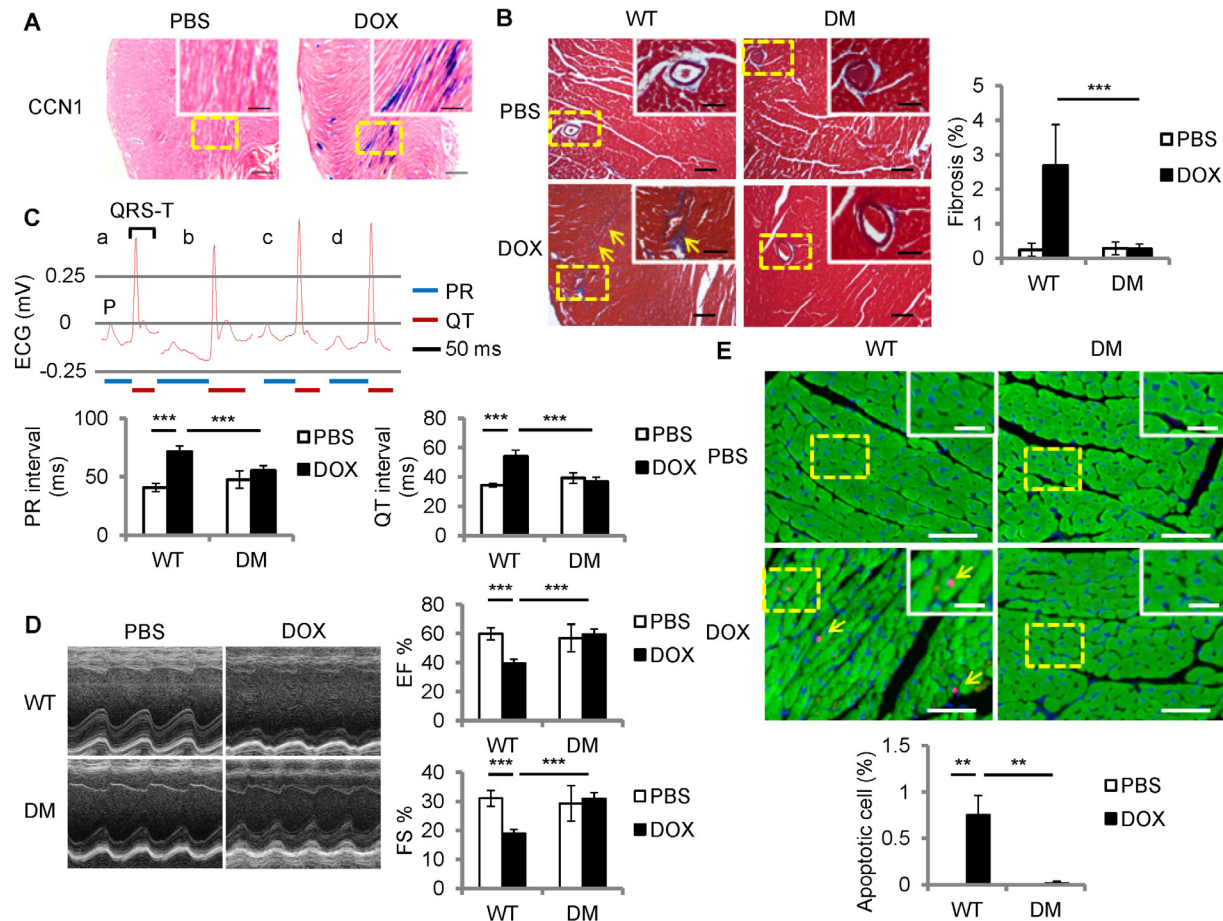 A
PBS
DOX
CCN1
B
WT
DM
PBS
DOX
***
Fibrosis (%)
5
4
3
2
1
0
WT
DM
PBS
DOX
C
QRS-T
a
b
c
d
P
ECG (mV)
0.25
0
-0.25
PR
QT
50 ms
PR interval
(ms)
100
50
0
***
***
WT
DM
PBS
DOX
QT interval
(ms)
80
60
40
20
0
***
***
WT
DM
PBS
DOX
D
PBS
DOX
WT
DM
EF %
80
60
40
20
0
***
***
WT
DM
PBS
DOX
FS %
40
30
20
10
0
***
***
WT
DM
PBS
DOX
E
WT
DM
PBS
DOX
Apoptotic cell (%)
1.5
1
0.5
0
**
**
WT
DM
PBS
DOX